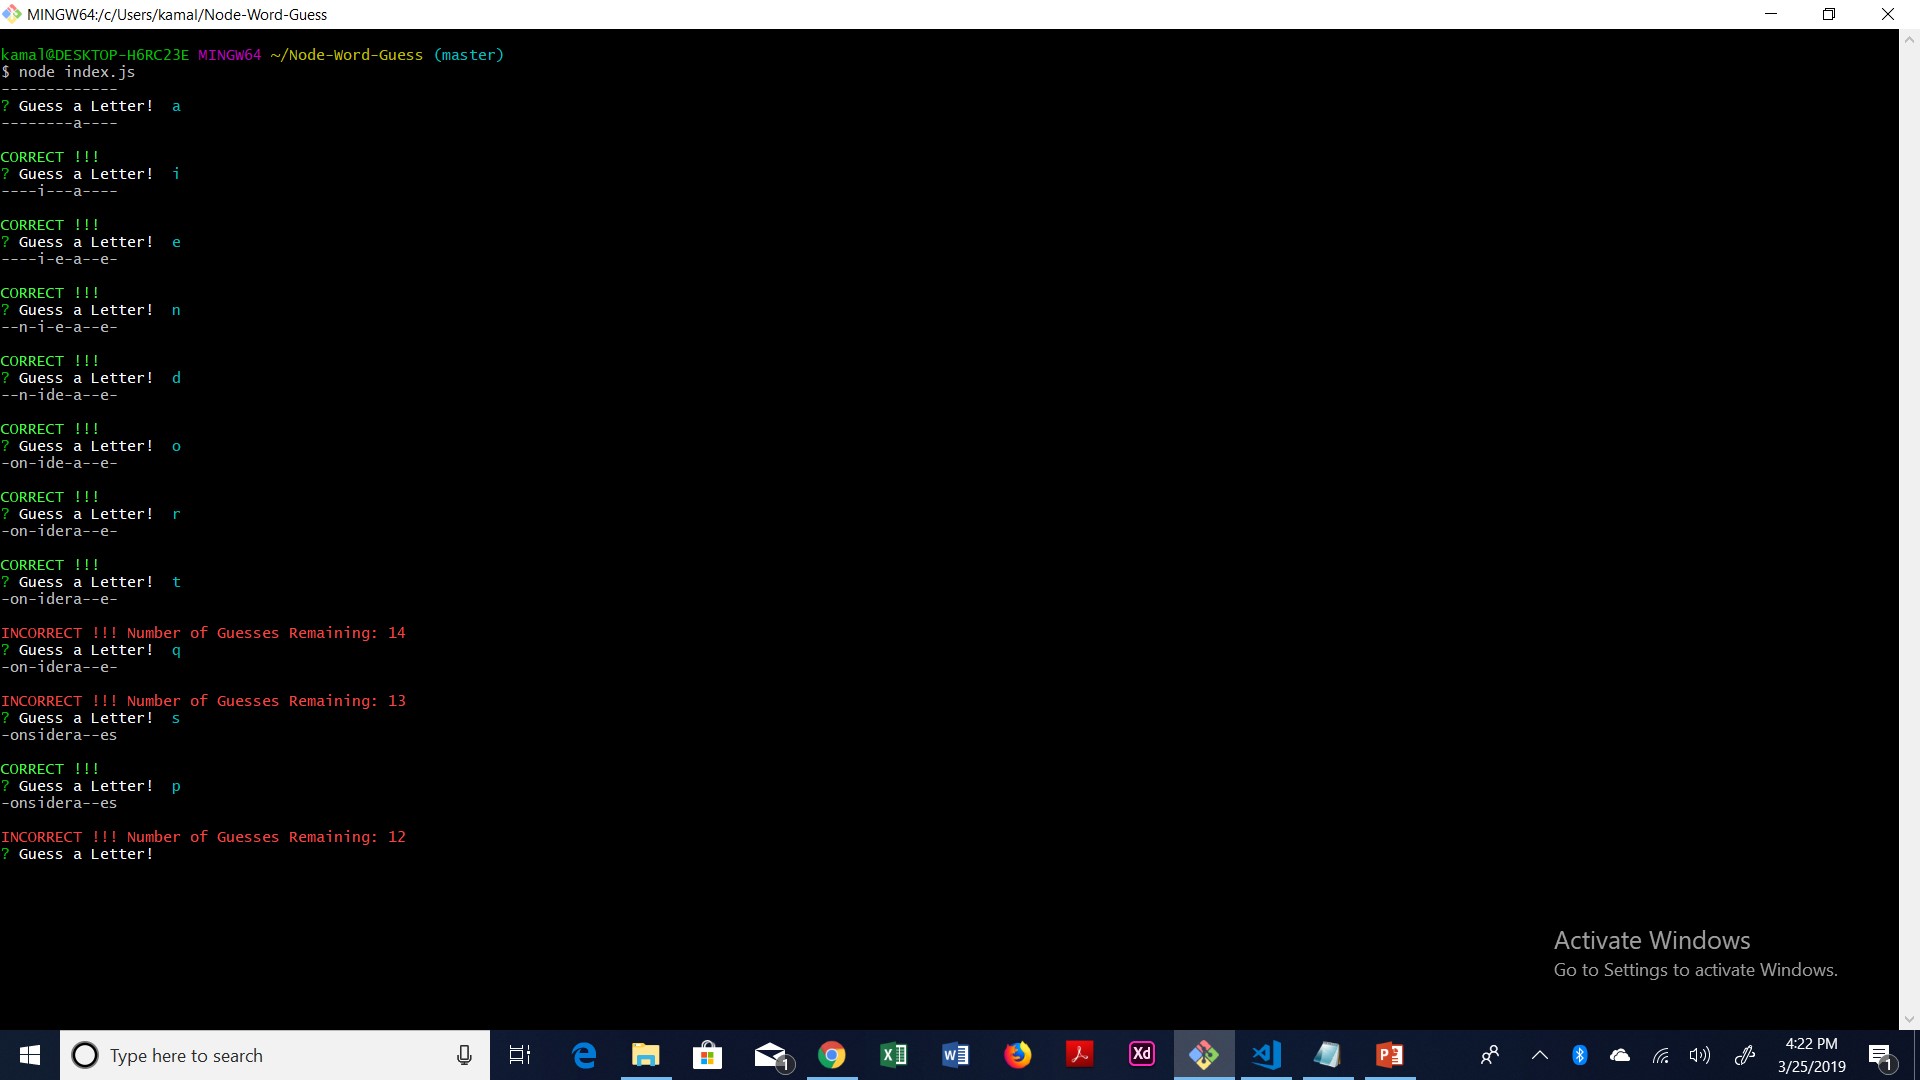 MINGW64:/c/Users/kamal/Node-Word-Guess
kamal@DESKTOP-H6RC23E MINGW64 ~/Node-Word-Guess (master)
$ node index.js
-------------
? Guess a Letter!  a
--------a----
CORRECT !!!
? Guess a Letter!  i
----i---a----
CORRECT !!!
? Guess a Letter!  e
----i-e-a--e-
CORRECT !!!
? Guess a Letter!  n
--n-i-e-a--e-
CORRECT !!!
? Guess a Letter!  d
--n-ide-a--e-
CORRECT !!!
? Guess a Letter!  o
-on-ide-a--e-
CORRECT !!!
? Guess a Letter!  r
-on-idera--e-
CORRECT !!!
? Guess a Letter!  t
-on-idera--e-
INCORRECT !!! Number of Guesses Remaining: 14
? Guess a Letter!  q
-on-idera--e-
INCORRECT !!! Number of Guesses Remaining: 13
? Guess a Letter!  s
-onsidera--es
CORRECT !!!
? Guess a Letter!  p
-onsidera--es
INCORRECT !!! Number of Guesses Remaining: 12
? Guess a Letter!
Activate Windows
Go to Settings to activate Windows.
Type here to search
1
Xd
4:22 PM
3/25/2019
1